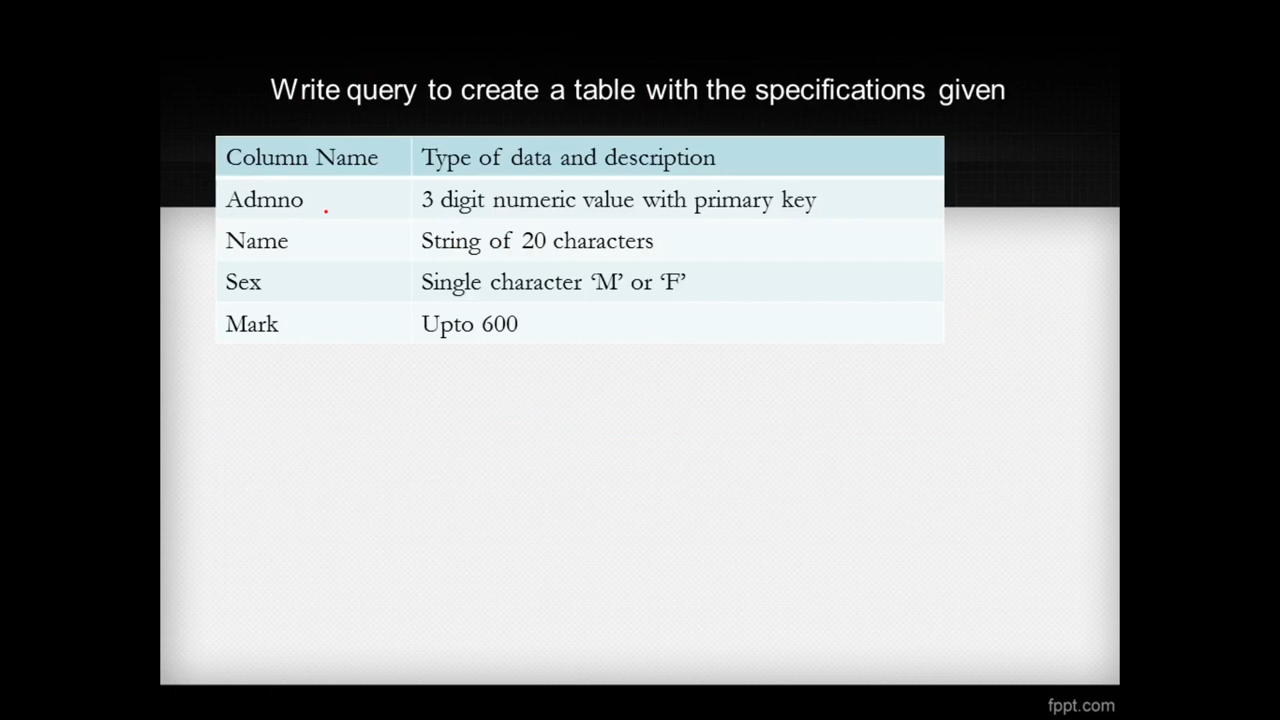 Write query to create a table with the specifications given
Column Name Type of data and description
Admno 3 digit numeric value with primary key
Name String of 20 characters
Sex Single character ‘M’ or ‘F’
Mark Upto 600
fppt.com